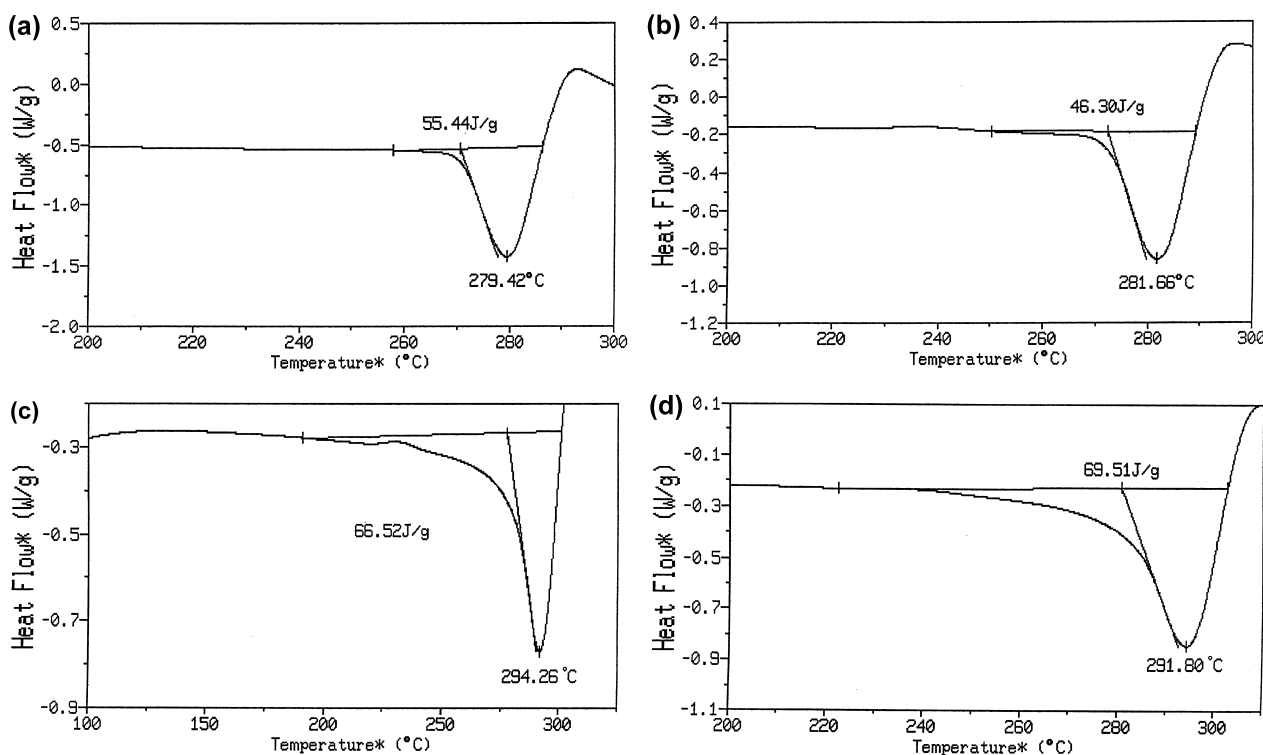 (a)
0.5
0.0
-0.5
-1.0
-1.5
-2.0
Heat Flow* (W/g)
55.44J/g
279.42°C
200 220 240 260 280 300
Temperature* (°C)
(b)
0.4
0.2
0.0
-0.2
-0.4
-0.6
-0.8
-1.0
-1.2
Heat Flow* (W/g)
46.30J/g
281.66°C
200 220 240 260 280 300
Temperature* (°C)
(c)
-0.3
-0.5
-0.7
-0.9
Heat Flow* (W/g)
66.52J/g
294.26°C
100 150 200 250 300
Temperature* (°C)
(d)
0.1
-0.1
-0.3
-0.5
-0.7
-0.9
-1.1
Heat Flow* (W/g)
69.51J/g
291.80°C
200 220 240 260 280 300
Temperature* (°C)